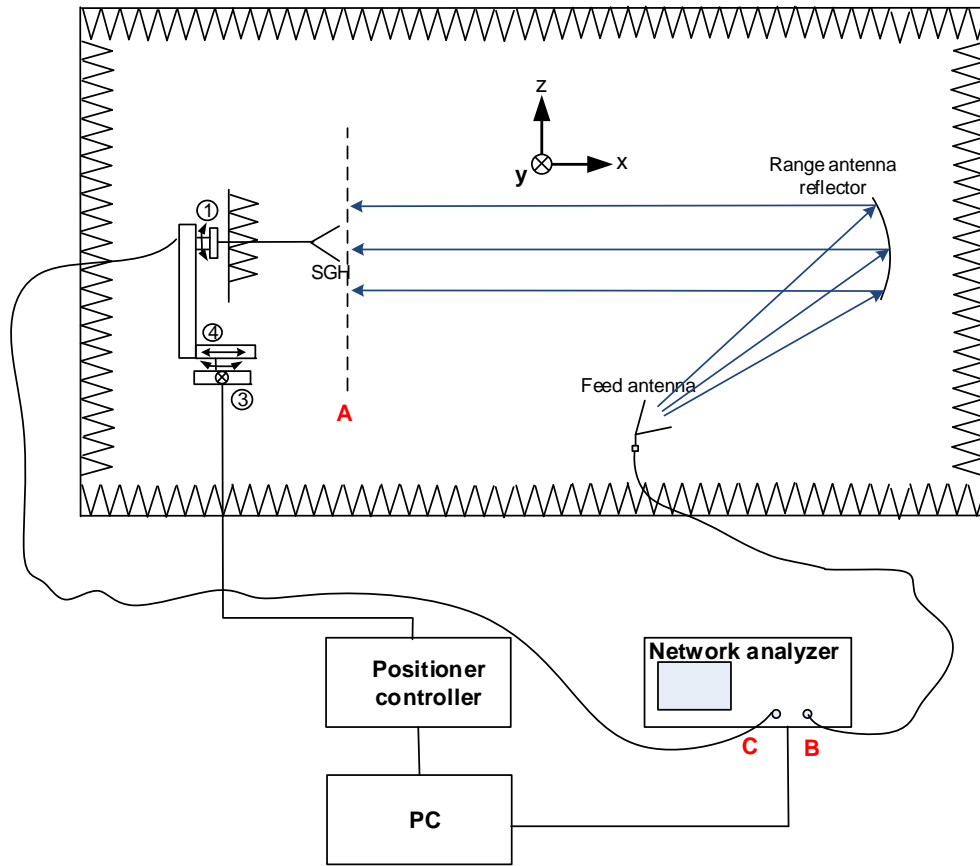 z
y
x
Range antenna
reflector
①
SGH
④
③
A
Feed antenna
Positioner
controller
Network analyzer
C
B
PC